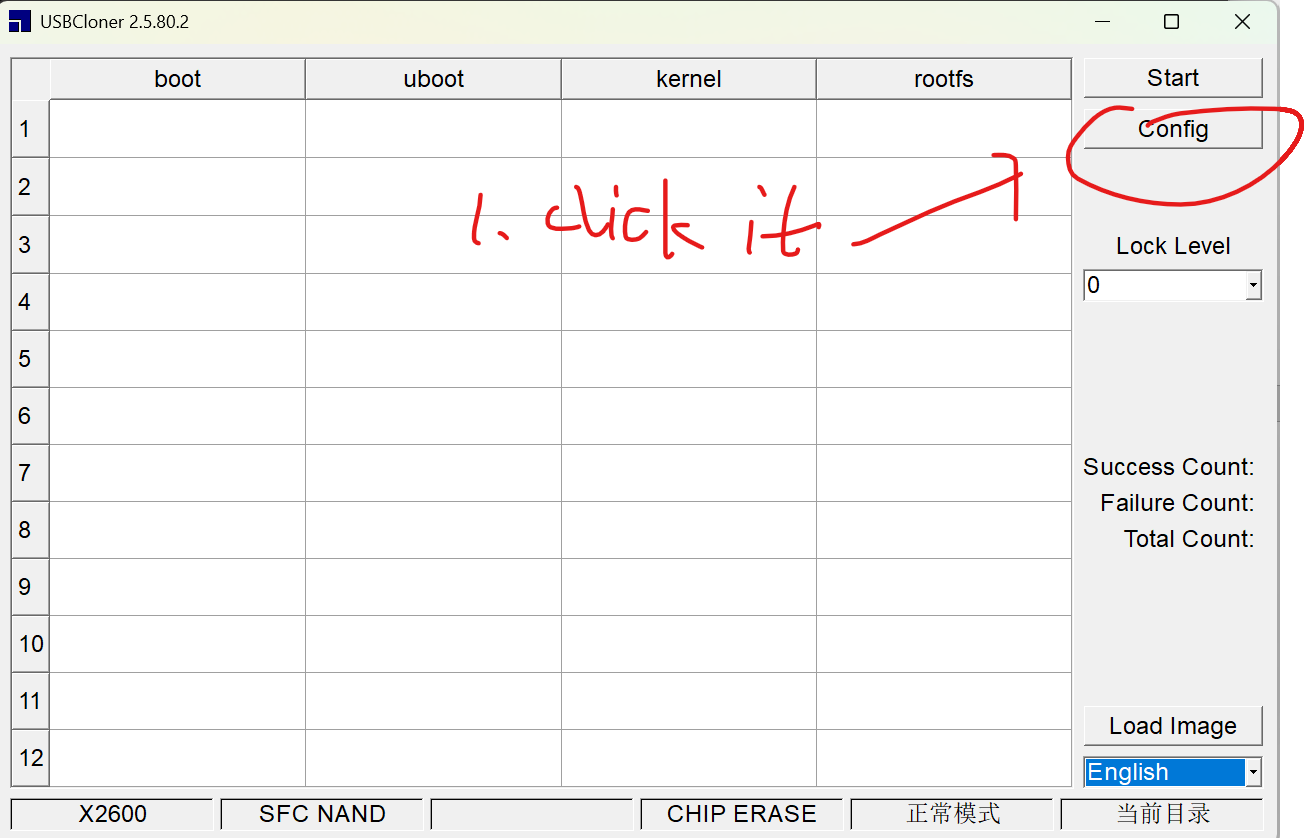 USBCloner 2.5.80.2
boot uboot kernel rootfs
Start
Config
1
2
3
4
5
6
7
8
9
10
11
12
1. click it
Lock Level
0
Success Count:
Failure Count:
Total Count:
Load Image
English
X2600 SFC NAND CHIP ERASE 正常模式 当前目录